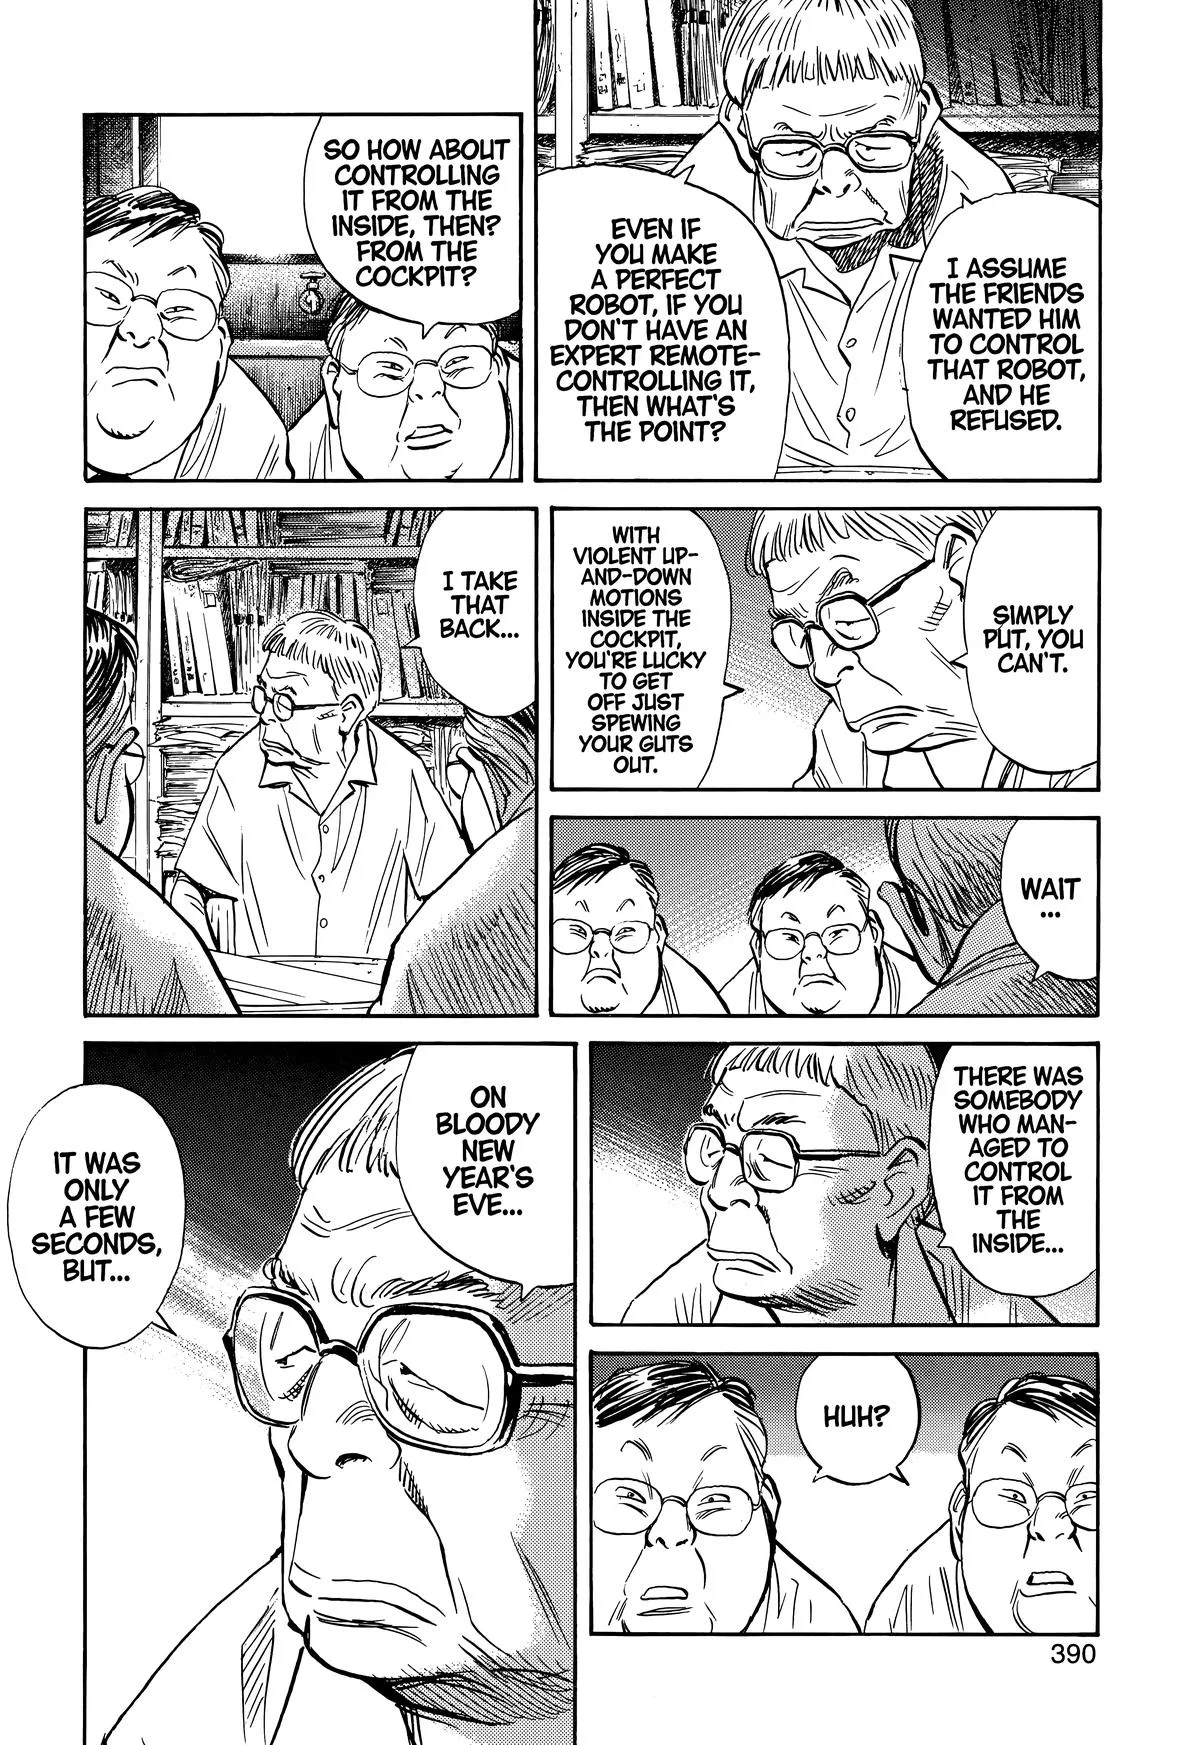 I ASSUME
THE FRIENDS
WANTED HIM
TO CONTROL
THAT ROBOT,
AND HE
REFUSED.
EVEN IF
YOU MAKE
A PERFECT
ROBOT, IF YOU
DON'T HAVE AN
EXPERT REMOTE-
CONTROLLING IT,
THEN WHAT'S
THE POINT?
SO HOW ABOUT
CONTROLLING
IT FROM THE
INSIDE, THEN?
FROM THE
COCKPIT?
SIMPLY
PUT, YOU
CAN'T.
WITH
VIOLENT UP-
AND-DOWN
MOTIONS
INSIDE THE
COCKPIT,
YOU'RE LUCKY
TO GET
OFF JUST
SPEWING
YOUR GUTS
OUT.
WAIT
...
I TAKE
THAT
BACK...
THERE WAS
SOMEBODY
WHO MAN-
AGED TO
CONTROL
IT FROM
THE
INSIDE...
HUH?
ON
BLOODY
NEW
YEAR'S
EVE...
IT WAS
ONLY
A FEW
SECONDS,
BUT...
390